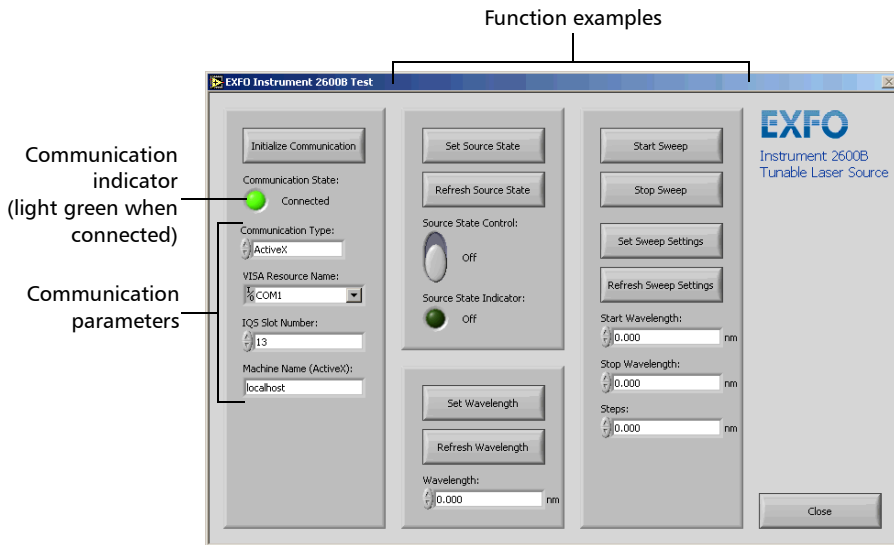 Function examples
EXFO Instrument 2600B Test
Communication
indicator
(light green when
connected)
Communication
parameters
Initialize Communication
Communication State:
Connected
Communication Type:
ActiveX
VISA Resource Name:
COM1
IQS Slot Number:
13
Machine Name (ActiveX):
localhost
Set Source State
Refresh Source State
Source State Control:
Off
Source State Indicator:
Off
Set Wavelength
Refresh Wavelength
Wavelength:
0.000 nm
Start Sweep
Stop Sweep
Set Sweep Settings
Refresh Sweep Settings
Start Wavelength:
0.000 nm
Stop Wavelength:
0.000 nm
Steps:
0.000 nm
EXFO
Instrument 2600B
Tunable Laser Source
Close